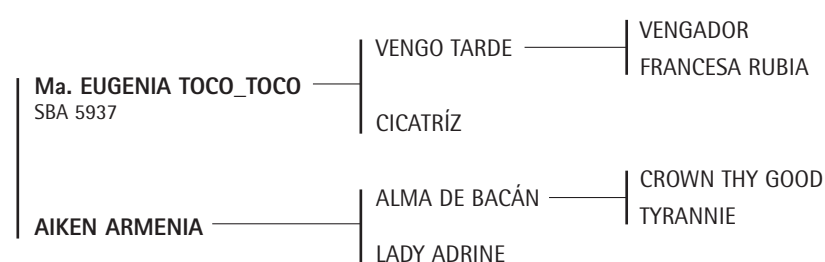 VENGADOR
VENGO TARDE
FRANCESA RUBIA
Ma. EUGENIA TOCO_TOCO
SBA 5937
CICATRÍZ
CROWN THY GOOD
ALMA DE BACÁN
TYRANNIE
AIKEN ARMENIA
LADY ADRINE